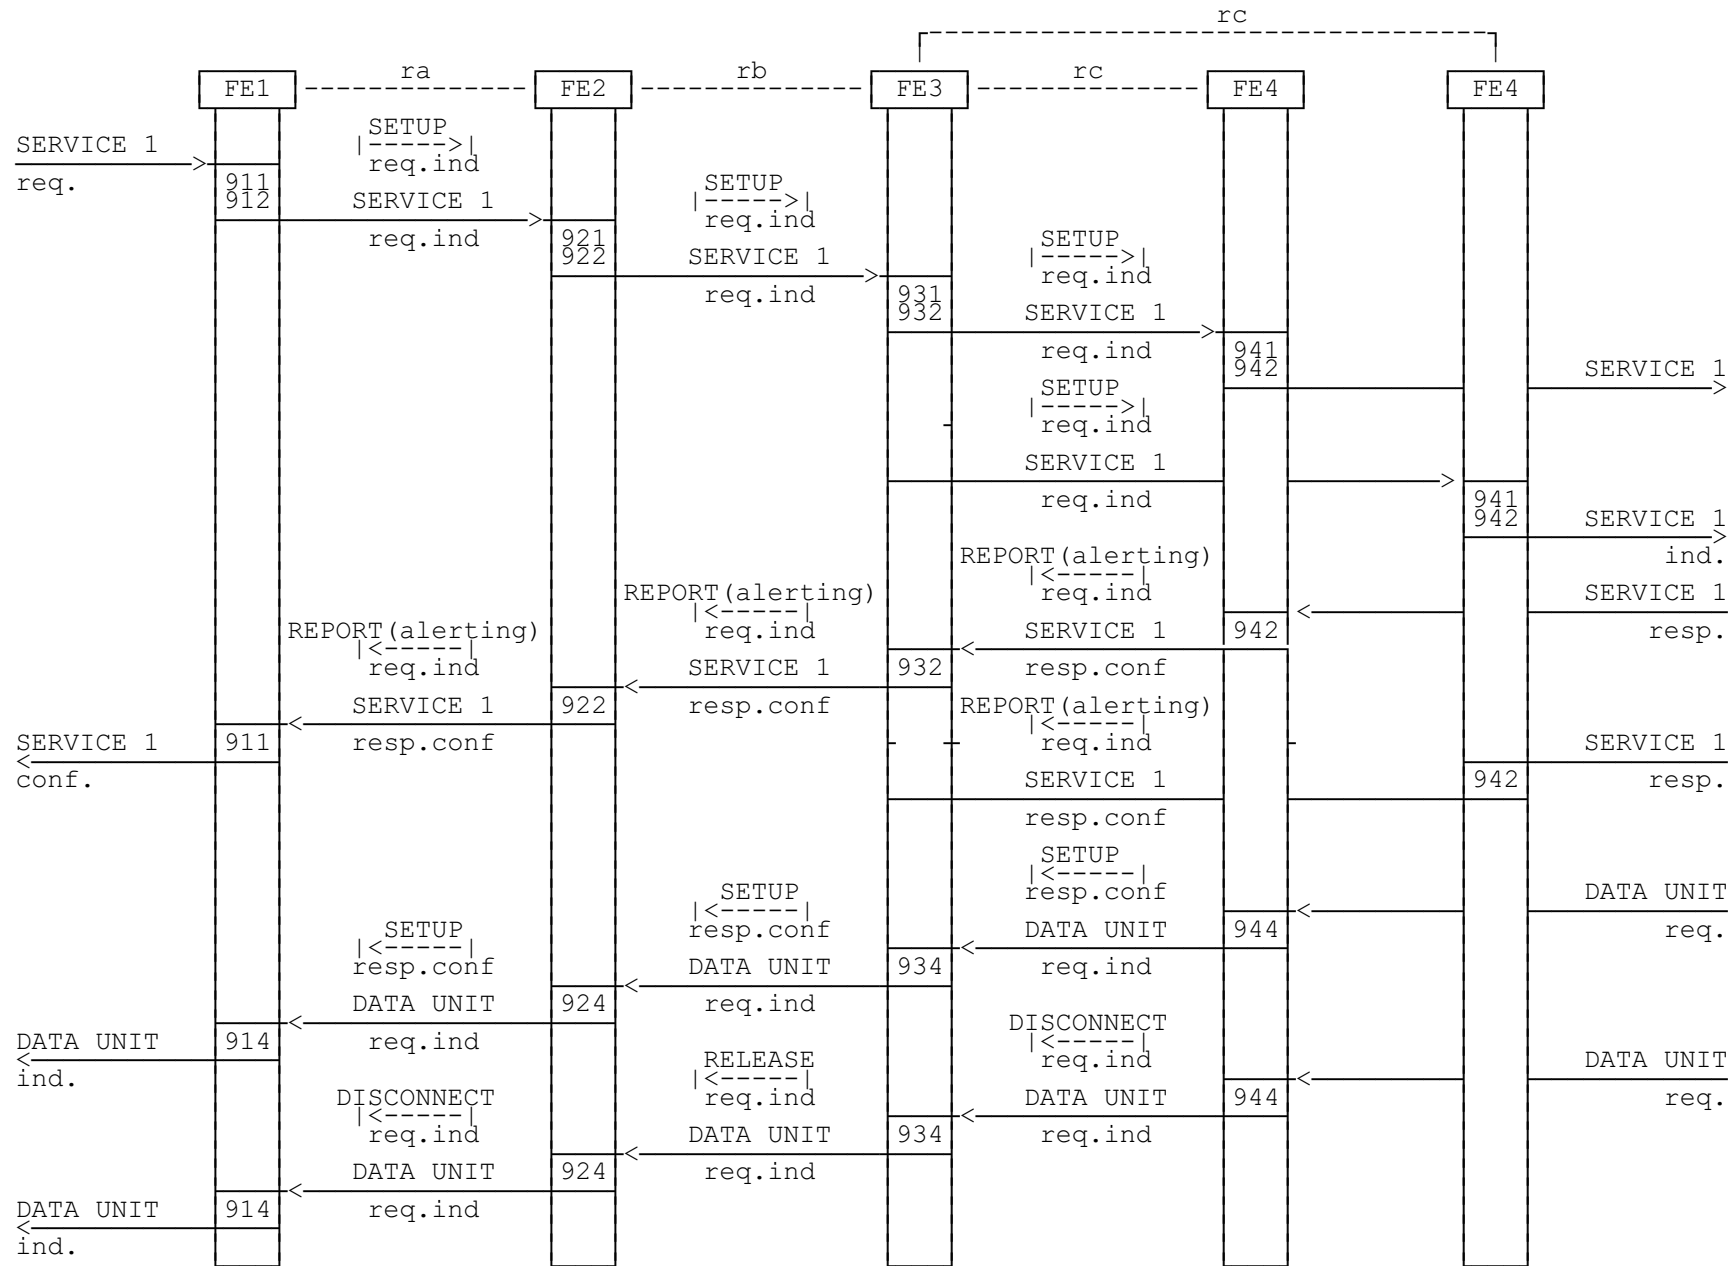 rc
ra
rb
rc
FE1
FE2
FE3
FE4
FE4
SETUP
SERVICE 1
req.ind
req.
911
SETUP
912
SERVICE 1
req.ind
req.ind
921
SETUP
922
SERVICE 1
req.ind
req.ind
931
932
SERVICE 1
req.ind
941
942
SERVICE 1
SETUP
req.ind
SERVICE 1
req.ind
941
942
SERVICE 1
REPORT(alerting)
ind.
REPORT(alerting)
req.ind
SERVICE 1
REPORT(alerting)
req.ind
SERVICE 1
942
resp.
req.ind
SERVICE 1
932
resp.conf
SERVICE 1
922
resp.conf
REPORT(alerting)
SERVICE 1
911
resp.conf
req.ind
SERVICE 1
conf.
SERVICE 1
942
resp.
resp.conf
SETUP
SETUP
resp.conf
DATA UNIT
SETUP
resp.conf
DATA UNIT
944
req.
resp.conf
DATA UNIT
934
req.ind
DATA UNIT
924
req.ind
DISCONNECT
DATA UNIT
914
req.ind
RELEASE
req.ind
DATA UNIT
ind.
DISCONNECT
req.ind
DATA UNIT
944
req.
req.ind
DATA UNIT
934
req.ind
DATA UNIT
924
req.ind
DATA UNIT
914
req.ind
ind.